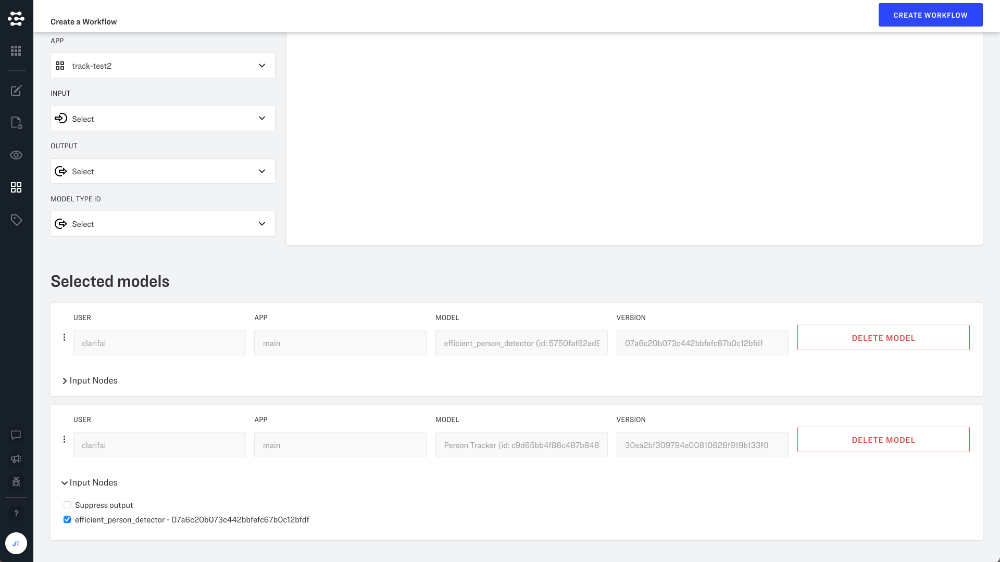 Create a Workflow
CREATE WORKFLOW
APP
track-test2
INPUT
Select
OUTPUT
Select
MODEL TYPE ID
Select
Selected models
USER
APP
MODEL
VERSION
clarifai
main
efficient_person_detector (id: 5750faf62ed9
07a6c20b073c442bbfefc67b0c12bfdf
DELETE MODEL
Input Nodes
USER
APP
MODEL
VERSION
clarifai
main
Person Tracker (id: c9d65bb4f86c487b848
30ea2bf309794e00810628f919b133f0
DELETE MODEL
Input Nodes
Suppress output
efficient_person_detector - 07a6c20b073c442bbfefc67b0c12bfdf
?
JT